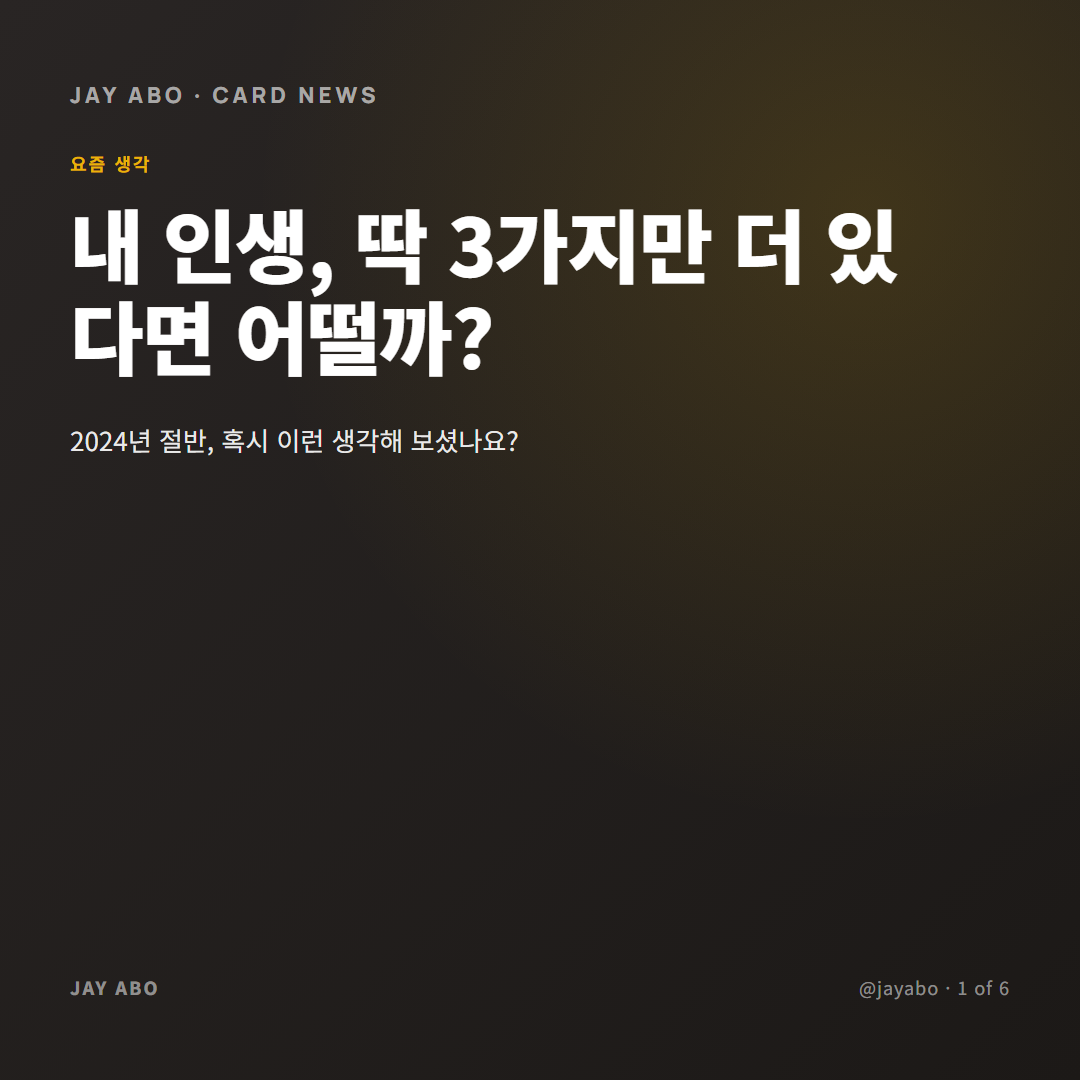 JAY ABO · CARD NEWS
요즘 생각
내 인생, 딱 3가지만 더 있
다면 어떨까?
2024년 절반, 혹시 이런 생각해 보셨나요?
JAY ABO
@jayabo · 1 of 6